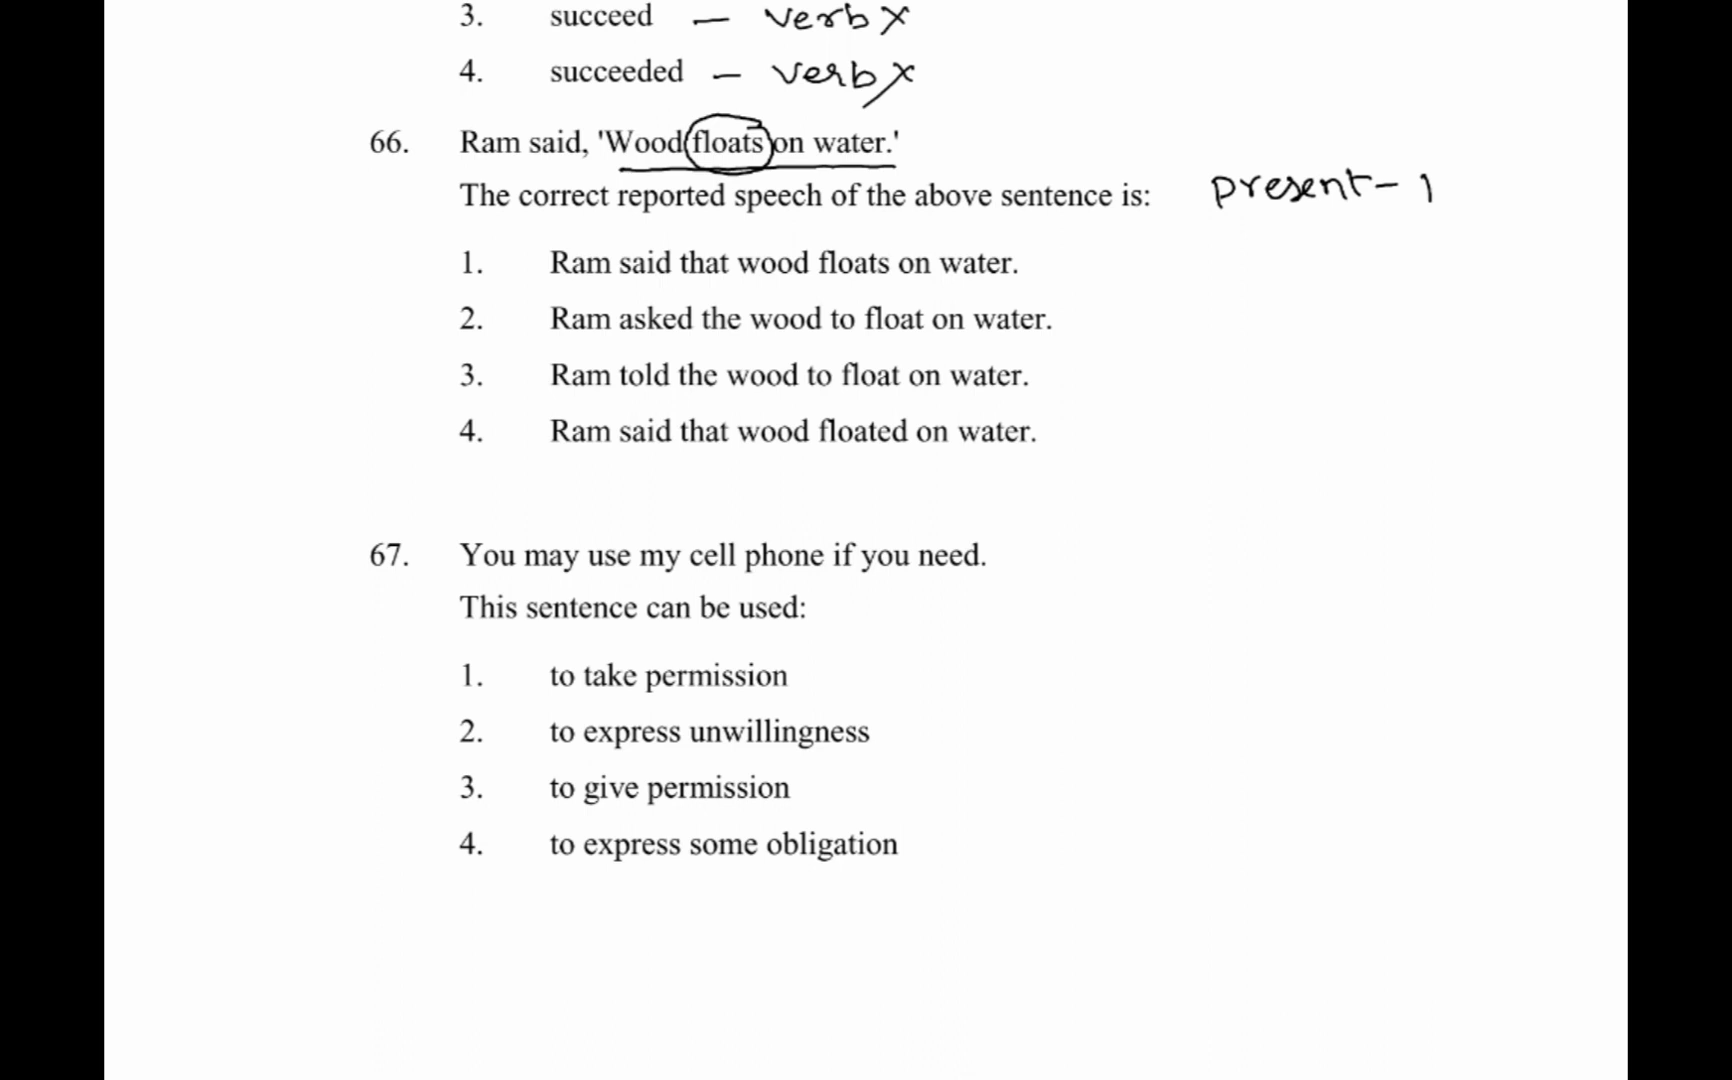 3. succeed — verb x
4. succeeded — verb x
66. Ram said, 'Wood floats on water.'
The correct reported speech of the above sentence is: present - 1
1. Ram said that wood floats on water.
2. Ram asked the wood to float on water.
3. Ram told the wood to float on water.
4. Ram said that wood floated on water.
67. You may use my cell phone if you need.
This sentence can be used:
1. to take permission
2. to express unwillingness
3. to give permission
4. to express some obligation